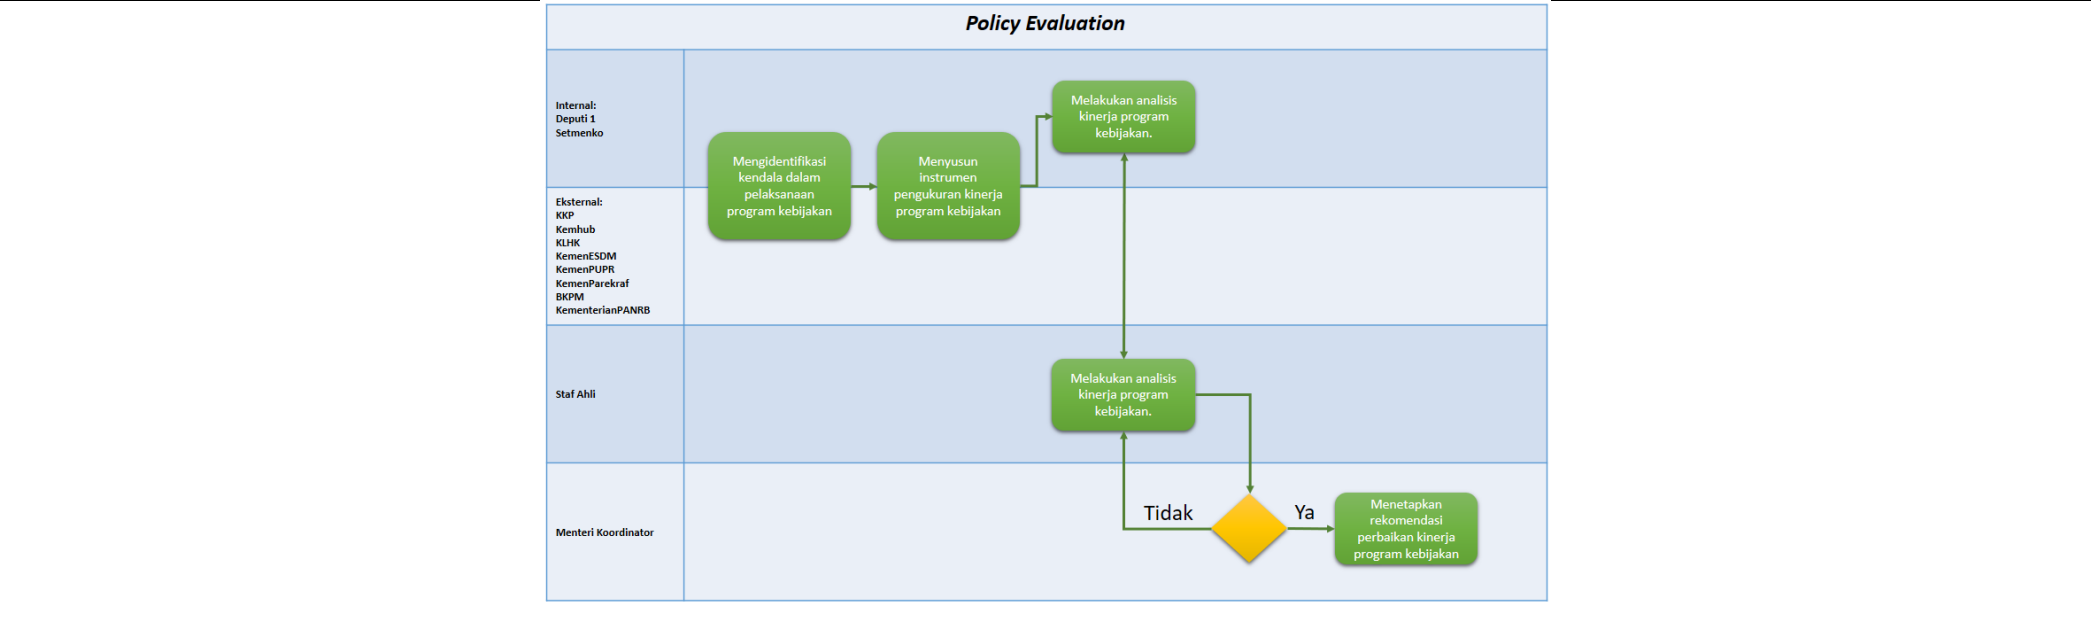 Policy Evaluation
Internal:
Deputi 1
Setmenko
Melakukan analisis
kinerja program
kebijakan.
Mengidentifikasi
kendala dalam
pelaksanaan
program kebijakan
Menyusun
instrumen
pengukuran kinerja
program kebijakan
Eksternal:
KKP
Kemhub
KLHK
KemenESDM
KemenPUPR
KemenParekraf
BKPM
KementerianPANRB
Staf Ahli
Melakukan analisis
kinerja program
kebijakan.
Menteri Koordinator
Tidak
Ya
Menetapkan
rekomendasi
perbaikan kinerja
program kebijakan